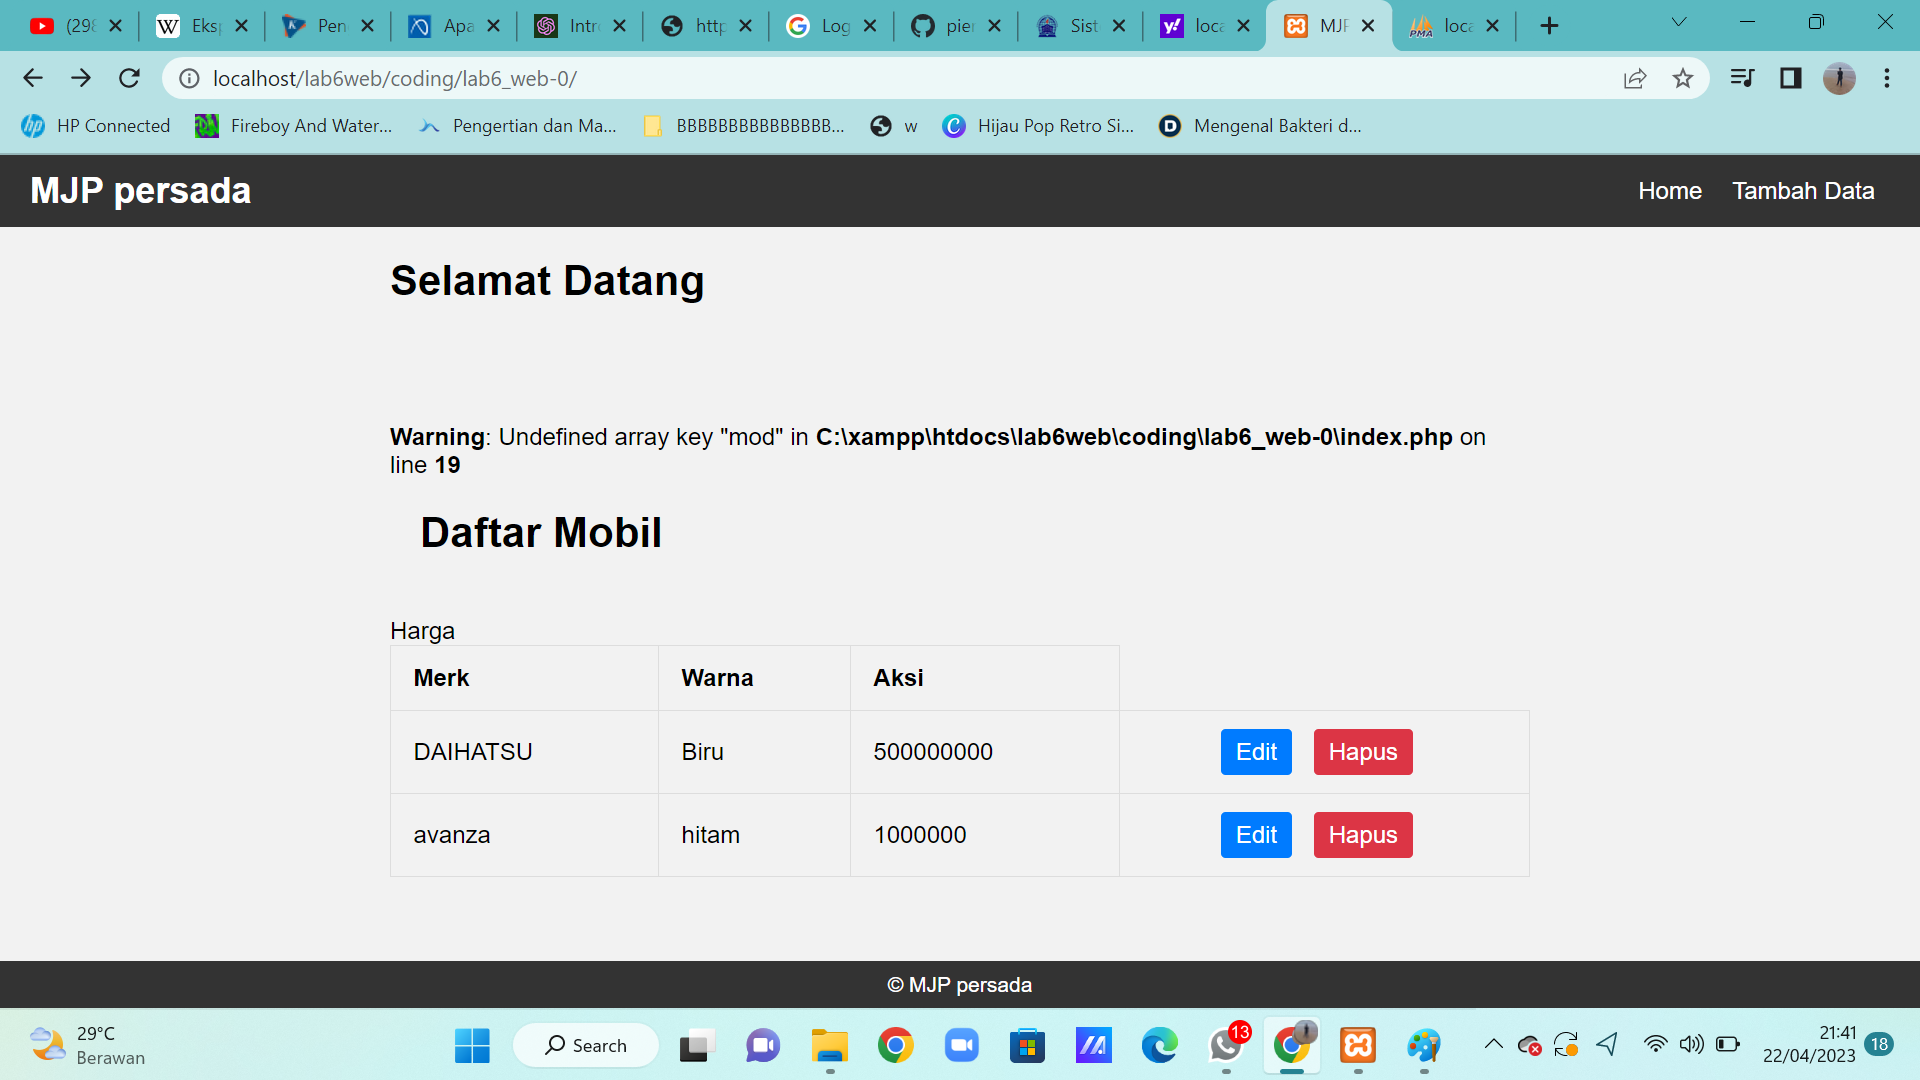 (298
Eks
Pen
Apa
Intr
http
Log
pier
Sist
loca
MJP
loca
localhost/lab6web/coding/lab6_web-0/
HP Connected
Fireboy And Water...
Pengertian dan Ma...
BBBBBBBBBBBBBBB...
w
Hijau Pop Retro Si...
Mengenal Bakteri d...
MJP persada
Home
Tambah Data
Selamat Datang
Warning: Undefined array key "mod" in C:\xampp\htdocs\lab6web\coding\lab6_web-0\index.php on
line 19
Daftar Mobil
Harga
Merk Warna Aksi
DAIHATSU Biru 500000000 Edit Hapus
avanza hitam 1000000 Edit Hapus
© MJP persada
29°C
Berawan
Search
13
21:41
22/04/2023
18